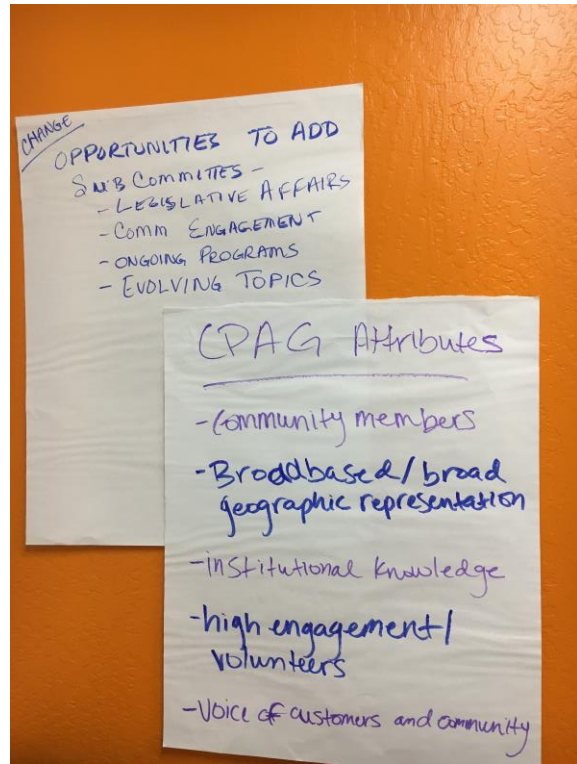 CHANGE
OPPORTUNITIES TO ADD
SUB COMMITTES -
- LEGISLATIVE AFFAIRS
- COMM ENGAGEMENT
- ONGOING PROGRAMS
- EVOLVING TOPICS
CPAG Attributes
- Community members
- Broadbased/broad
geographic representation
- institutional knowledge
- high engagement/
volunteers
- Voice of customers and community